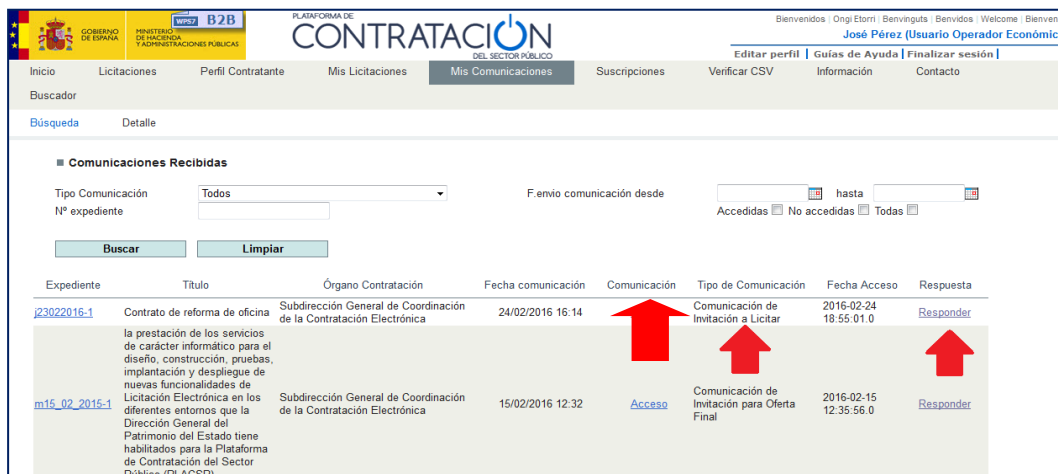 WPS7 B2B
GOBIERNO DE ESPAÑA
MINISTERIO DE HACIENDA Y ADMINISTRACIONES PÚBLICAS
PLATAFORMA DE
CONTRATACIÓN
DEL SECTOR PÚBLICO
Bienvenidos | Ongi Etorri | Benvinguts | Benvidos | Welcome | Bienven
José Pérez (Usuario Operador Económic
Editar perfil | Guías de Ayuda | Finalizar sesión |
Inicio Licitaciones Perfil Contratante Mis Licitaciones Mis Comunicaciones Suscripciones Verificar CSV Información Contacto
Buscador
Búsqueda Detalle
Comunicaciones Recibidas
Tipo Comunicación Todos F.envio comunicación desde hasta
Nº expediente Accedidas No accedidas Todas
Buscar Limpiar
Expediente Título Órgano Contratación Fecha comunicación Comunicación Tipo de Comunicación Fecha Acceso Respuesta
j23022016-1 Contrato de reforma de oficina Subdirección General de Coordinación de la Contratación Electrónica 24/02/2016 16:14 Comunicación de Invitación a Licitar 2016-02-24 18:55:01.0 Responder
la prestación de los servicios
de carácter informático para el
diseño, construcción, pruebas,
implantación y despliegue de
nuevas funcionalidades de
m15_02_2015-1 Licitación Electrónica en los Subdirección General de Coordinación de la Contratación Electrónica 15/02/2016 12:32 Acceso Comunicación de Invitación para Oferta Final 2016-02-15 12:35:56.0 Responder
diferentes entornos que la
Dirección General del
Patrimonio del Estado tiene
habilitados para la Plataforma
de Contratación del Sector
Público (PLACSP)